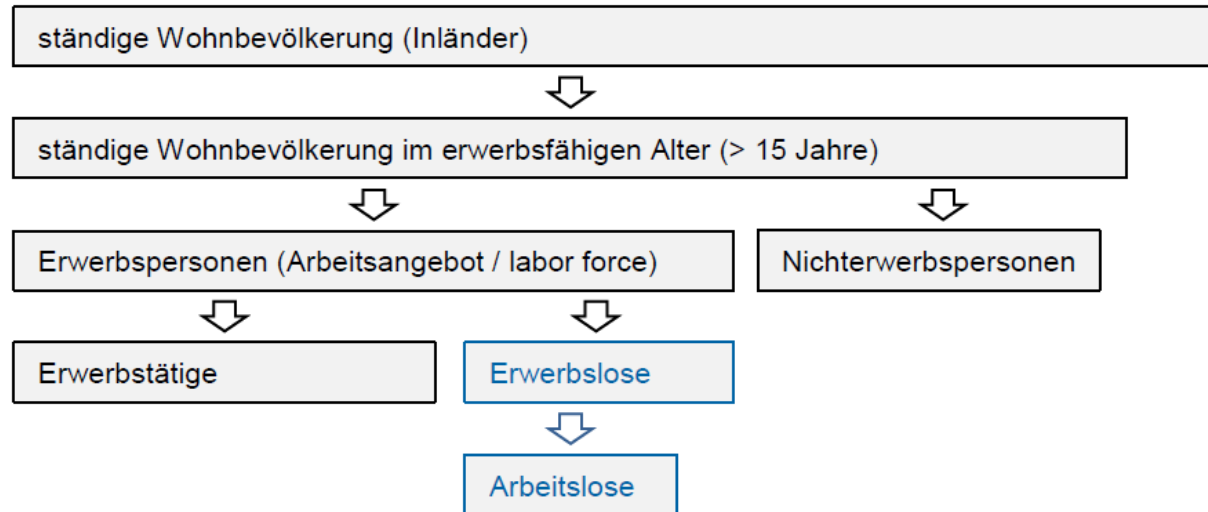 ständige Wohnbevölkerung (Inländer)
ständige Wohnbevölkerung im erwerbsfähigen Alter (> 15 Jahre)
Erwerbspersonen (Arbeitsangebot / labor force)
Nichterwerbspersonen
Erwerbstätige
Erwerbslose
Arbeitslose